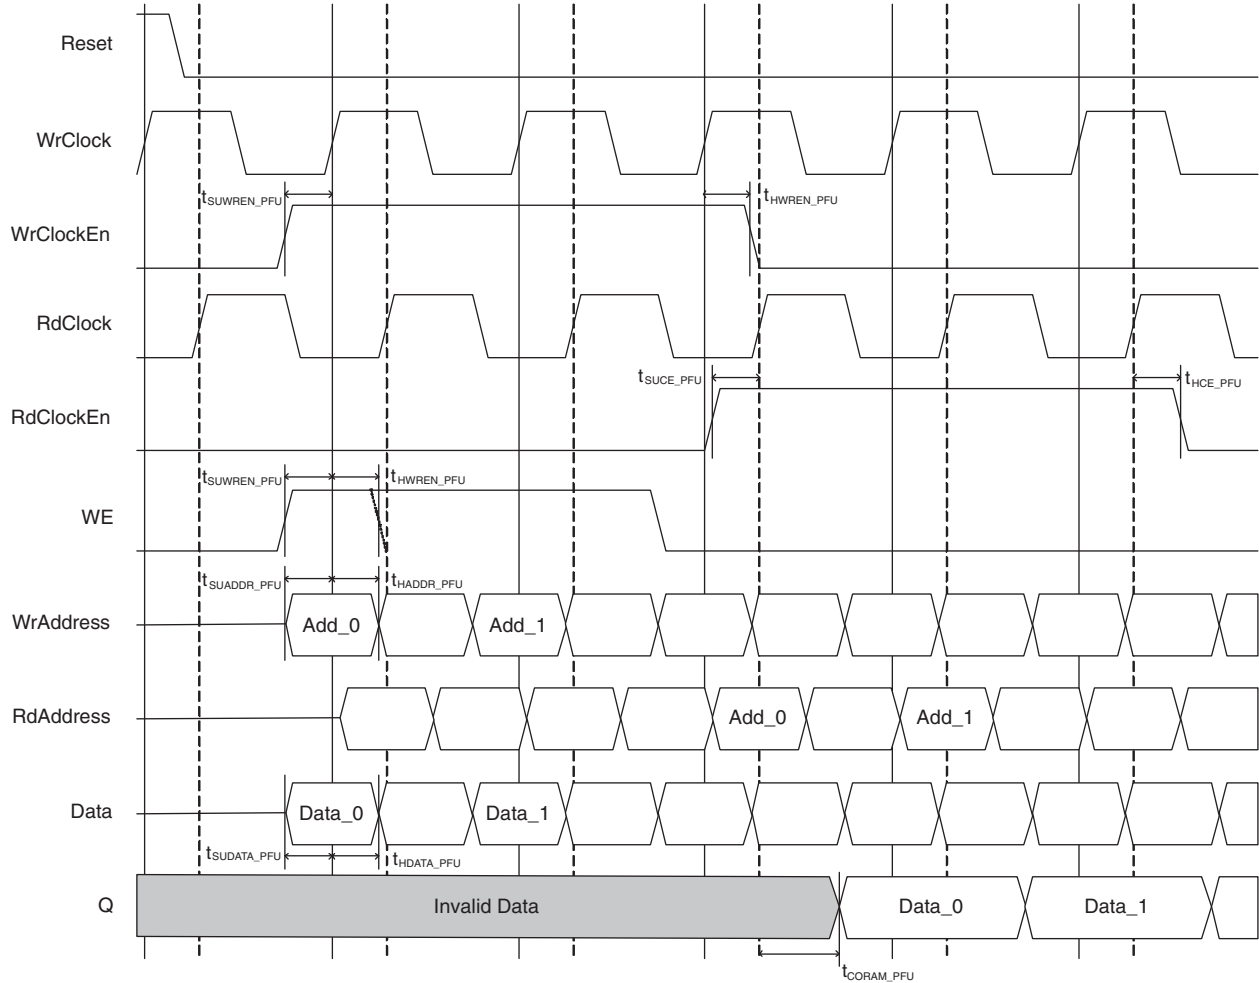 Reset
WrClock
tSUWREN_PFU
tHWREN_PFU
WrClockEn
RdClock
tSUCE_PFU
tHCE_PFU
RdClockEn
tSUWREN_PFU
tHWREN_PFU
WE
tSUADDR_PFU
tHADDR_PFU
WrAddress Add_0 Add_1
RdAddress Add_0 Add_1
Data Data_0 Data_1
tSUDATA_PFU
tHDATA_PFU
Q Invalid Data Data_0 Data_1
tCORAM_PFU